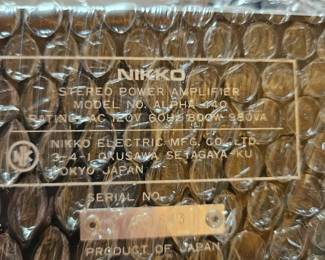 NIKKO
STEREO POWER AMPLIFIER
MODEL NO. ALPHA-440
RATING: AC 120V 60Hz 800W 980VA
NIKKO ELECTRIC MFG. CO., LTD.
3-4-1 OKUSAWA SETAGAYA-KU
TOKYO JAPAN
SERIAL NO.
3
PRODUCT OF JAPAN